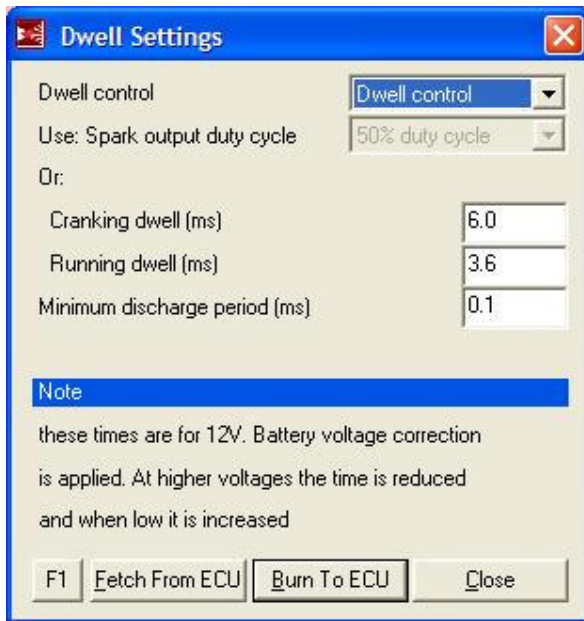 Dwell Settings
Dwell control Dwell control
Use: Spark output duty cycle 50% duty cycle
Or:
Cranking dwell (ms) 6.0
Running dwell (ms) 3.6
Minimum discharge period (ms) 0.1
Note
these times are for 12V. Battery voltage correction
is applied. At higher voltages the time is reduced
and when low it is increased
F1 Fetch From ECU Burn To ECU Close